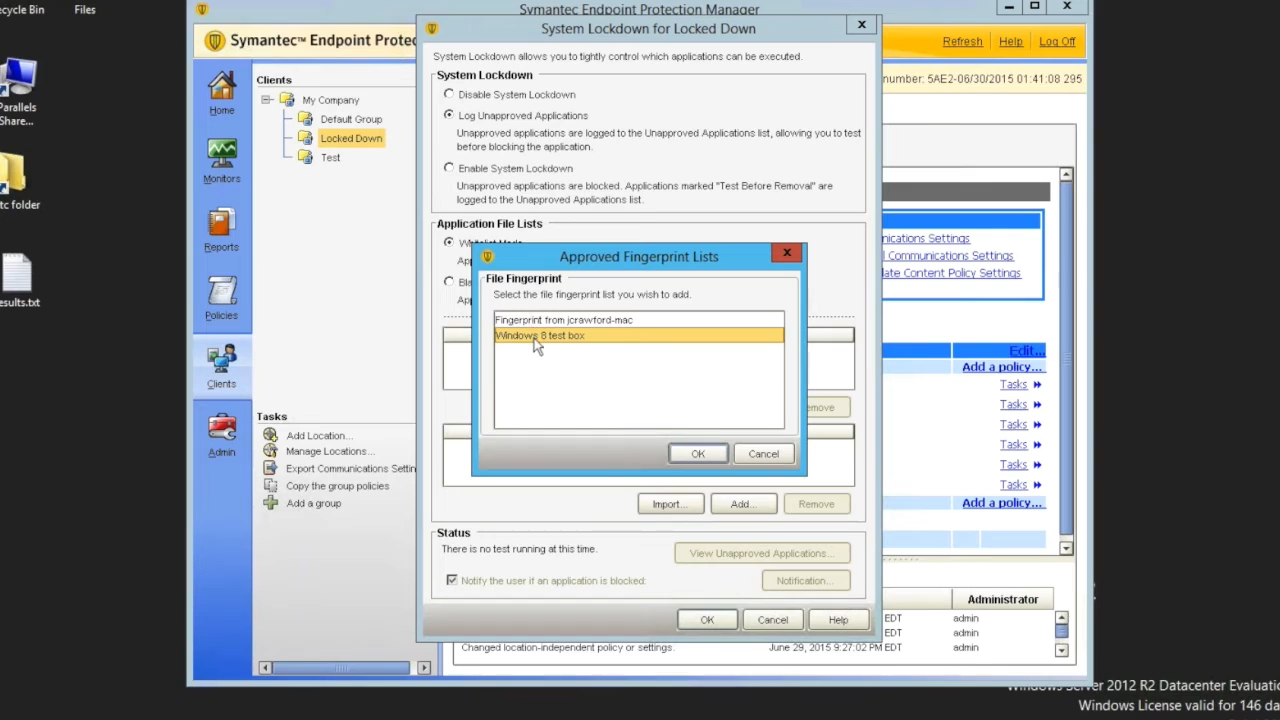 ecycle Bin
Files
Parallels
Share...
tc folder
esults.txt
Symantec Endpoint Protection Manager
Symantec™ Endpoint Protec
Refresh
Help
Log Off
number: 5AE2-06/30/2015 01:41:08 295
Home
Monitors
Reports
Policies
Clients
Admin
Clients
My Company
Default Group
Locked Down
Test
Tasks
Add Location...
Manage Locations...
Export Communications Settin
Copy the group policies
Add a group
System Lockdown for Locked Down
System Lockdown allows you to tightly control which applications can be executed.
System Lockdown
Disable System Lockdown
Log Unapproved Applications
Unapproved applications are logged to the Unapproved Applications list, allowing you to test
before blocking the application.
Enable System Lockdown
Unapproved applications are blocked. Applications marked "Test Before Removal" are
logged to the Unapproved Applications list.
Application File Lists
App
Bla
App
Approved Fingerprint Lists
File Fingerprint
Select the file fingerprint list you wish to add.
Fingerprint from jcrawford-mac
Windows 8 test box
OK
Cancel
emove
Import...
Add...
Remove
Status
There is no test running at this time.
View Unapproved Applications...
Notify the user if an application is blocked:
Notification...
OK
Cancel
Help
nications Settings
l Communications Settings
ate Content Policy Settings
Edit...
Add a policy...
Tasks
Tasks
Tasks
Tasks
Tasks
Tasks
Add a policy...
Administrator
EDT
admin
EDT
admin
Changed location-independent policy or settings.
June 29, 2015 9:27:02 PM EDT
admin
Windows Server 2012 R2 Datacenter Evaluatio
Windows License valid for 146 da